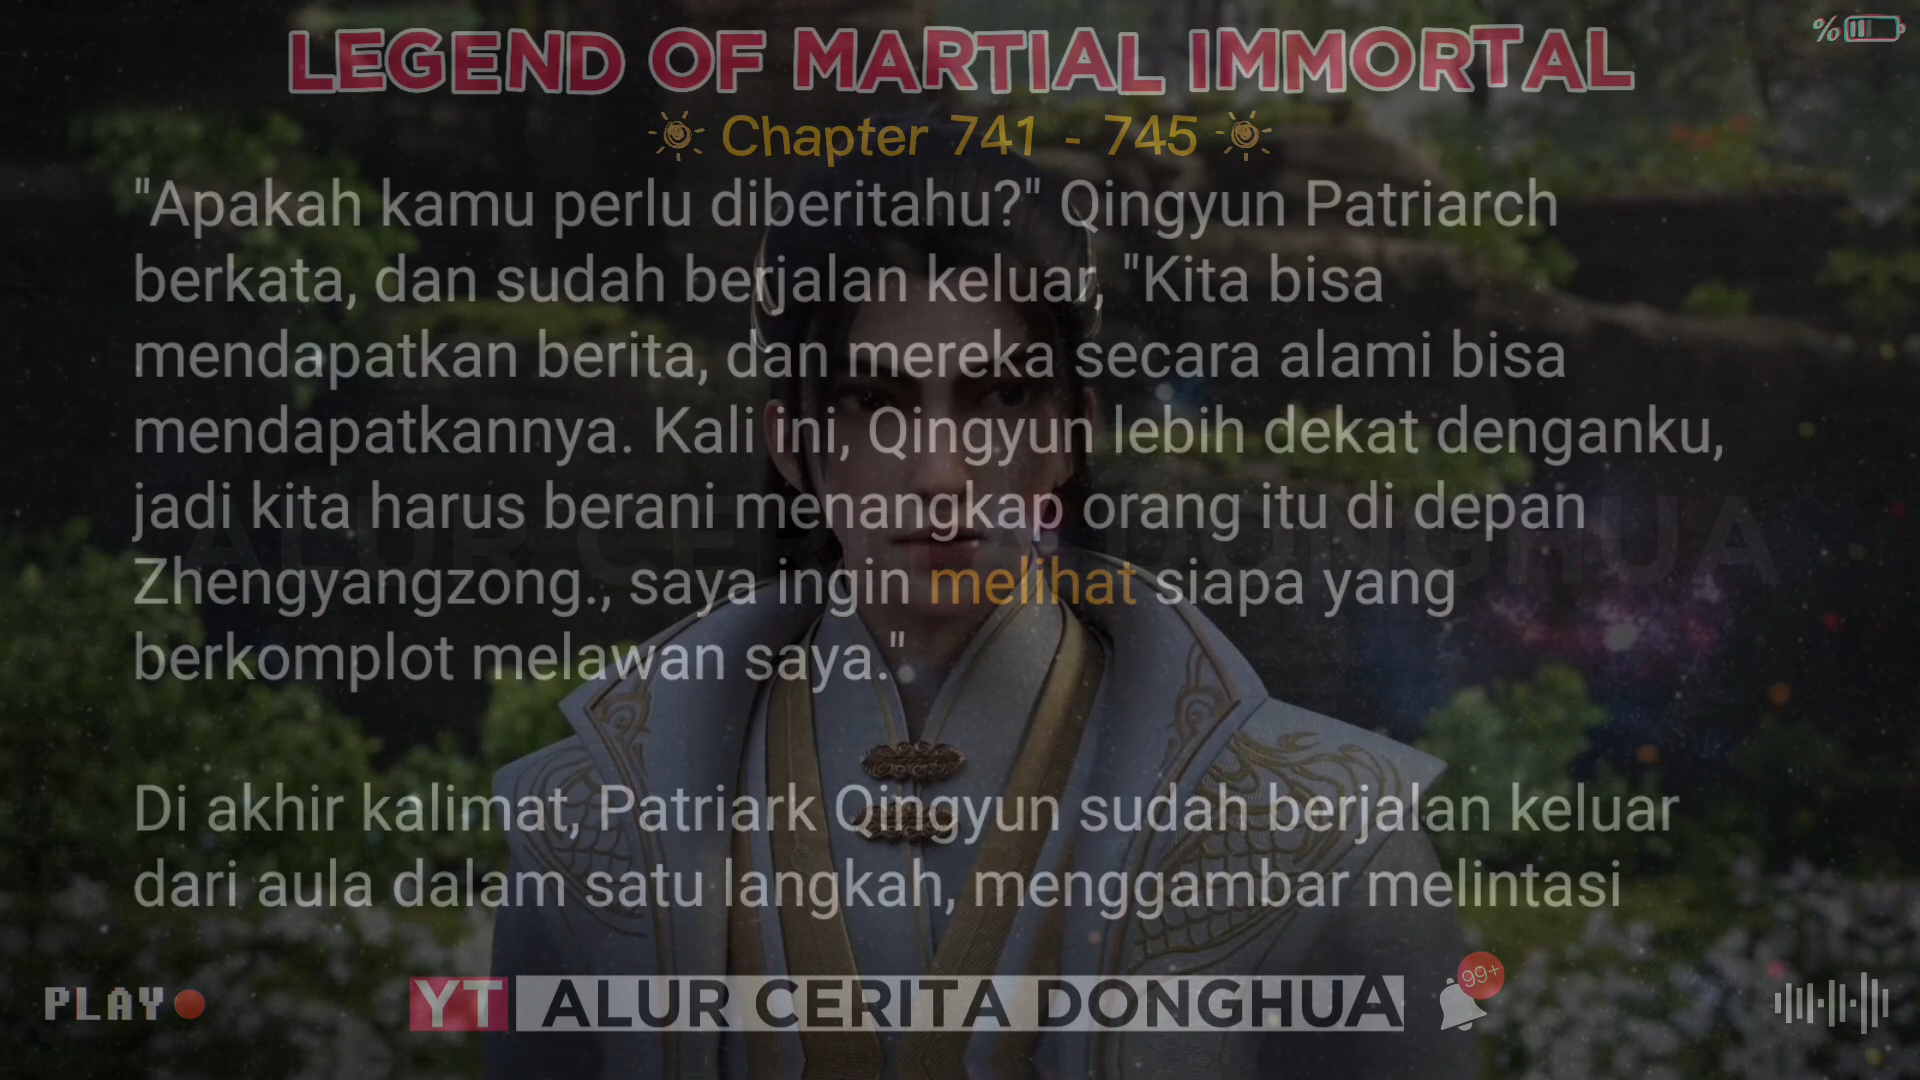 LEGEND OF MARTIAL IMMORTAL
%
Chapter 741 - 745
"Apakah kamu perlu diberitahu?" Qingyun Patriarch
berkata, dan sudah berjalan keluar, "Kita bisa
mendapatkan berita, dan mereka secara alami bisa
mendapatkannya. Kali ini, Qingyun lebih dekat denganku,
jadi kita harus berani menangkap orang itu di depan
ALUR CERITA DONGHUA
Zhengyangzong., saya ingin melihat siapa yang
berkomplot melawan saya."
Di akhir kalimat, Patriark Qingyun sudah berjalan keluar
dari aula dalam satu langkah, menggambar melintasi
PLAY
YT ALUR CERITA DONGHUA
99+